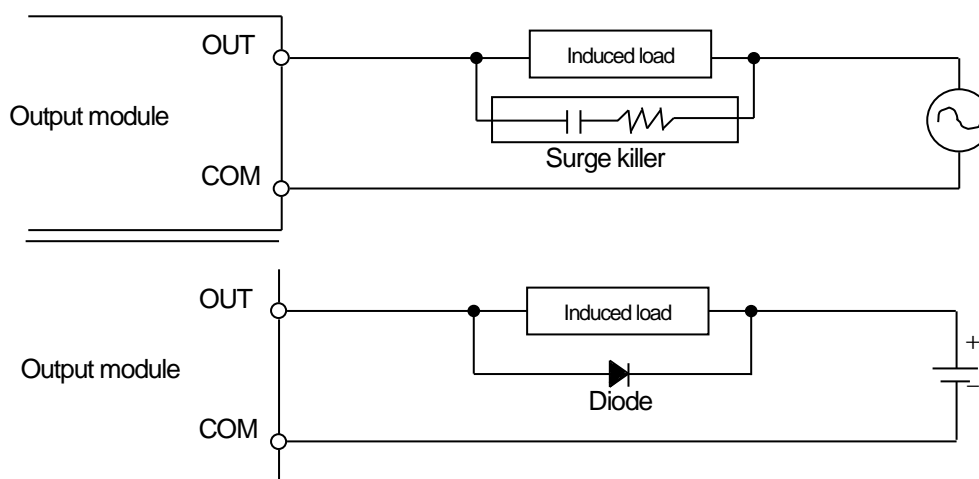 OUT
Induced load
Output module
Surge killer
COM
OUT
Induced load
+
Output module
−
Diode
COM